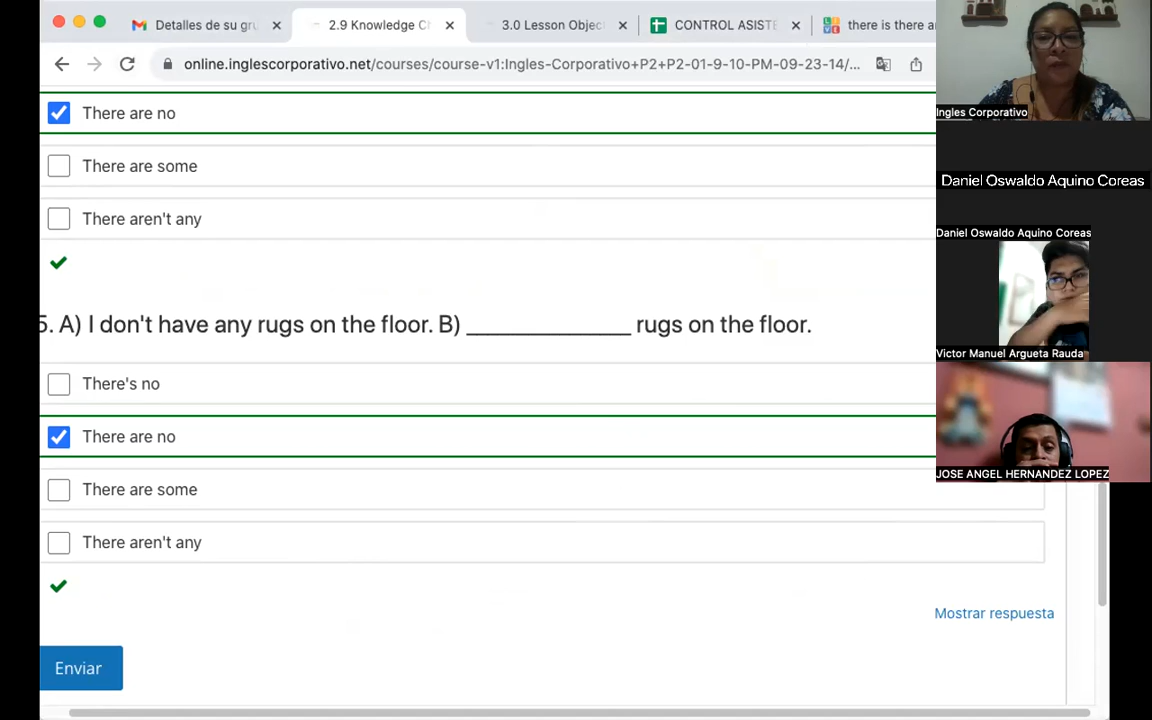 Detalles de su gru
2.9 Knowledge C
3.0 Lesson Objec
CONTROL ASISTE
there is there a
online.inglescorporativo.net/courses/course-v1:Ingles-Corporativo+P2+P2-01-9-10-PM-09-23-14/...
There are no
Ingles Corporativo
There are some
Daniel Oswaldo Aquino Coreas
There aren't any
Daniel Oswaldo Aquino Coreas
5. A) I don't have any rugs on the floor. B) ______________ rugs on the floor.
Victor Manuel Argueta Rauda
There's no
There are no
JOSE ANGEL HERNANDEZ LOPEZ
There are some
There aren't any
Mostrar respuesta
Enviar